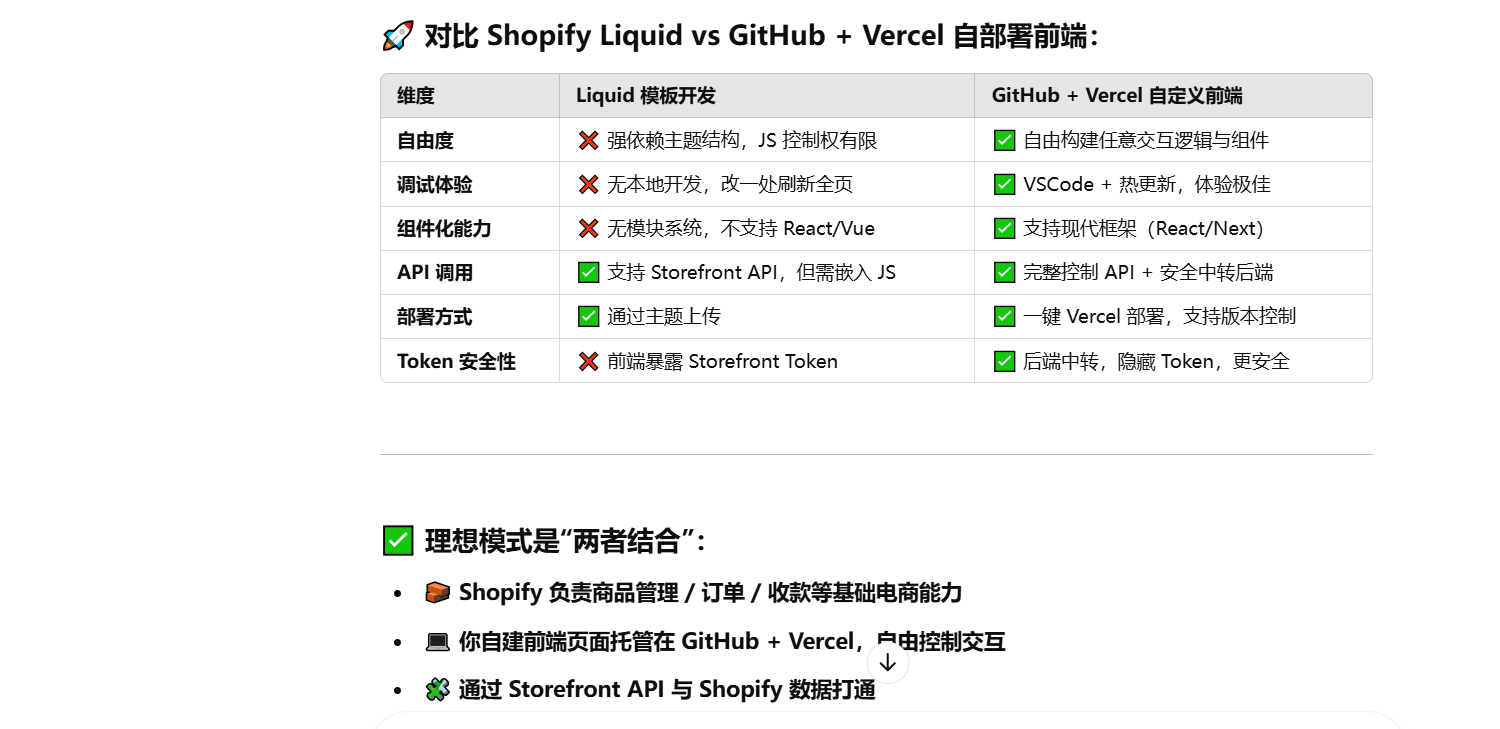 🚀 对比 Shopify Liquid vs GitHub + Vercel 自部署前端：
维度 Liquid 模板开发 GitHub + Vercel 自定义前端
自由度 ❌ 强依赖主题结构，JS 控制权有限 ✅ 自由构建任意交互逻辑与组件
调试体验 ❌ 无本地开发，改一处刷新全页 ✅ VSCode + 热更新，体验极佳
组件化能力 ❌ 无模块系统，不支持 React/Vue ✅ 支持现代框架（React/Next）
API 调用 ✅ 支持 Storefront API，但需嵌入 JS ✅ 完整控制 API + 安全中转后端
部署方式 ✅ 通过主题上传 ✅ 一键 Vercel 部署，支持版本控制
Token 安全性 ❌ 前端暴露 Storefront Token ✅ 后端中转，隐藏 Token，更安全
✅ 理想模式是“两者结合”：
• 📦 Shopify 负责商品管理 / 订单 / 收款等基础电商能力
• 💻 你自建前端页面托管在 GitHub + Vercel，自由控制交互
• 🧩 通过 Storefront API 与 Shopify 数据打通